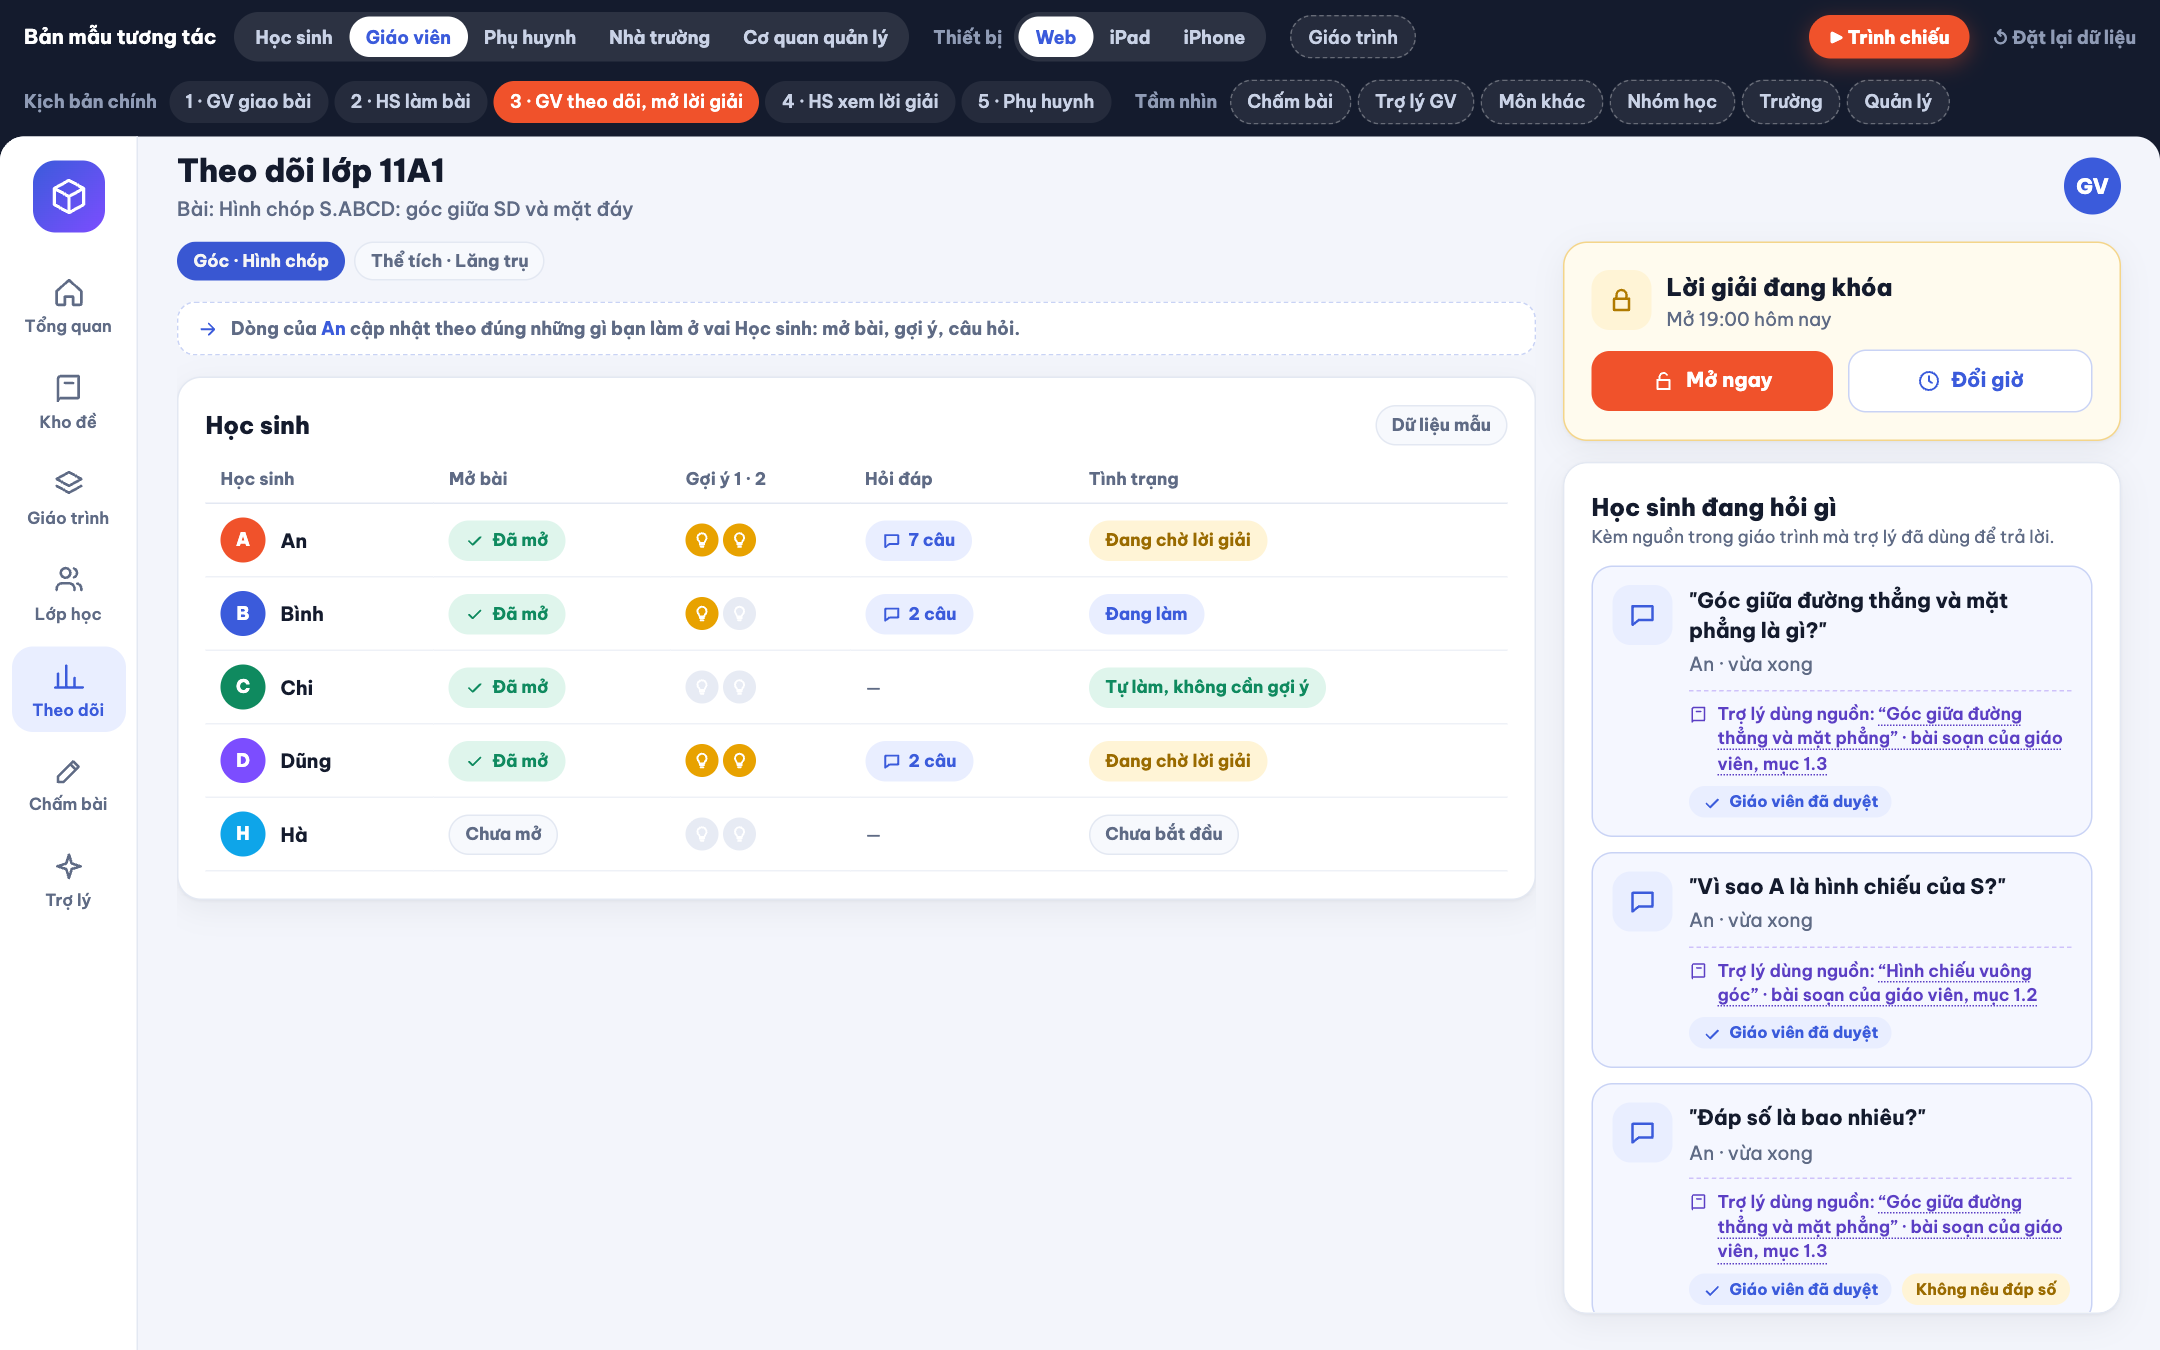 Bản mẫu tương tác
Học sinh
Giáo viên
Phụ huynh
Nhà trường
Cơ quan quản lý
Thiết bị
Web
iPad
iPhone
Giáo trình
Trình chiếu
Đặt lại dữ liệu
Kịch bản chính
1 · GV giao bài
2 · HS làm bài
3 · GV theo dõi, mở lời giải
4 · HS xem lời giải
5 · Phụ huynh
Tầm nhìn
Chấm bài
Trợ lý GV
Môn khác
Nhóm học
Trường
Quản lý
Tổng quan
Kho đề
Giáo trình
Lớp học
Theo dõi
Chấm bài
Trợ lý
Theo dõi lớp 11A1
Bài: Hình chóp S.ABCD: góc giữa SD và mặt đáy
GV
Góc · Hình chóp
Thể tích · Lăng trụ
Dòng của An cập nhật theo đúng những gì bạn làm ở vai Học sinh: mở bài, gợi ý, câu hỏi.
Học sinh
Dữ liệu mẫu
Học sinh Mở bài Gợi ý 1 · 2 Hỏi đáp Tình trạng
A An Đã mở 7 câu Đang chờ lời giải
B Bình Đã mở 2 câu Đang làm
C Chi Đã mở — Tự làm, không cần gợi ý
D Dũng Đã mở 2 câu Đang chờ lời giải
H Hà Chưa mở — Chưa bắt đầu
Lời giải đang khóa
Mở 19:00 hôm nay
Mở ngay
Đổi giờ
Học sinh đang hỏi gì
Kèm nguồn trong giáo trình mà trợ lý đã dùng để trả lời.
"Góc giữa đường thẳng và mặt
phẳng là gì?"
An · vừa xong
Trợ lý dùng nguồn: “Góc giữa đường
thẳng và mặt phẳng” · bài soạn của giáo
viên, mục 1.3
Giáo viên đã duyệt
"Vì sao A là hình chiếu của S?"
An · vừa xong
Trợ lý dùng nguồn: “Hình chiếu vuông
góc” · bài soạn của giáo viên, mục 1.2
Giáo viên đã duyệt
"Đáp số là bao nhiêu?"
An · vừa xong
Trợ lý dùng nguồn: “Góc giữa đường
thẳng và mặt phẳng” · bài soạn của giáo
viên, mục 1.3
Giáo viên đã duyệt
Không nêu đáp số